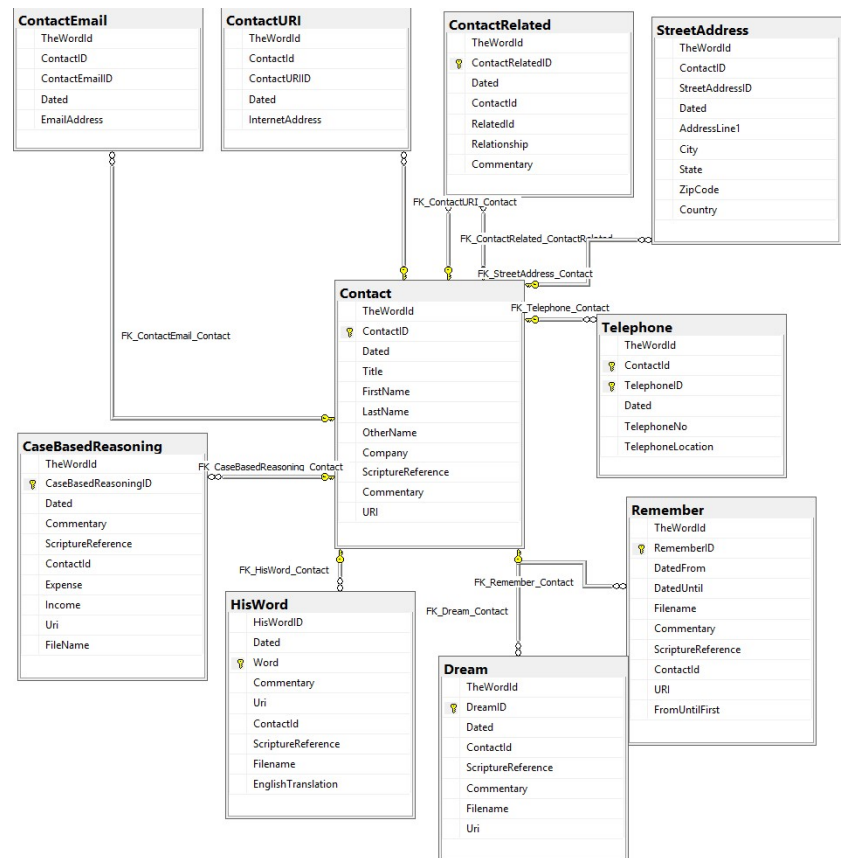 ContactEmail
TheWordId
ContactID
ContactEmailID
Dated
EmailAddress
ContactURI
TheWordId
ContactId
ContactURIID
Dated
InternetAddress
ContactRelated
TheWordId
ContactRelatedID
Dated
ContactId
RelatedId
Relationship
Commentary
StreetAddress
TheWordId
ContactID
StreetAddressID
Dated
AddressLine1
City
State
ZipCode
Country
FK_ContactURI_Contact
FK_ContactRelated_ContactRelated
FK_StreetAddress_Contact
FK_Telephone_Contact
FK_ContactEmail_Contact
Contact
TheWordId
ContactID
Dated
Title
FirstName
LastName
OtherName
Company
ScriptureReference
Commentary
URI
Telephone
TheWordId
ContactId
TelephoneID
Dated
TelephoneNo
TelephoneLocation
CaseBasedReasoning
TheWordId
CaseBasedReasoningID
Dated
Commentary
ScriptureReference
ContactId
Expense
Income
Uri
FileName
FK_CaseBasedReasoning_Contact
FK_HisWord_Contact
FK_Remember_Contact
FK_Dream_Contact
HisWord
HisWordID
Dated
Word
Commentary
Uri
ContactId
ScriptureReference
Filename
EnglishTranslation
Dream
TheWordId
DreamID
Dated
ContactId
ScriptureReference
Commentary
Filename
Uri
Remember
TheWordId
RememberID
DatedFrom
DatedUntil
Filename
Commentary
ScriptureReference
ContactId
URI
FromUntilFirst